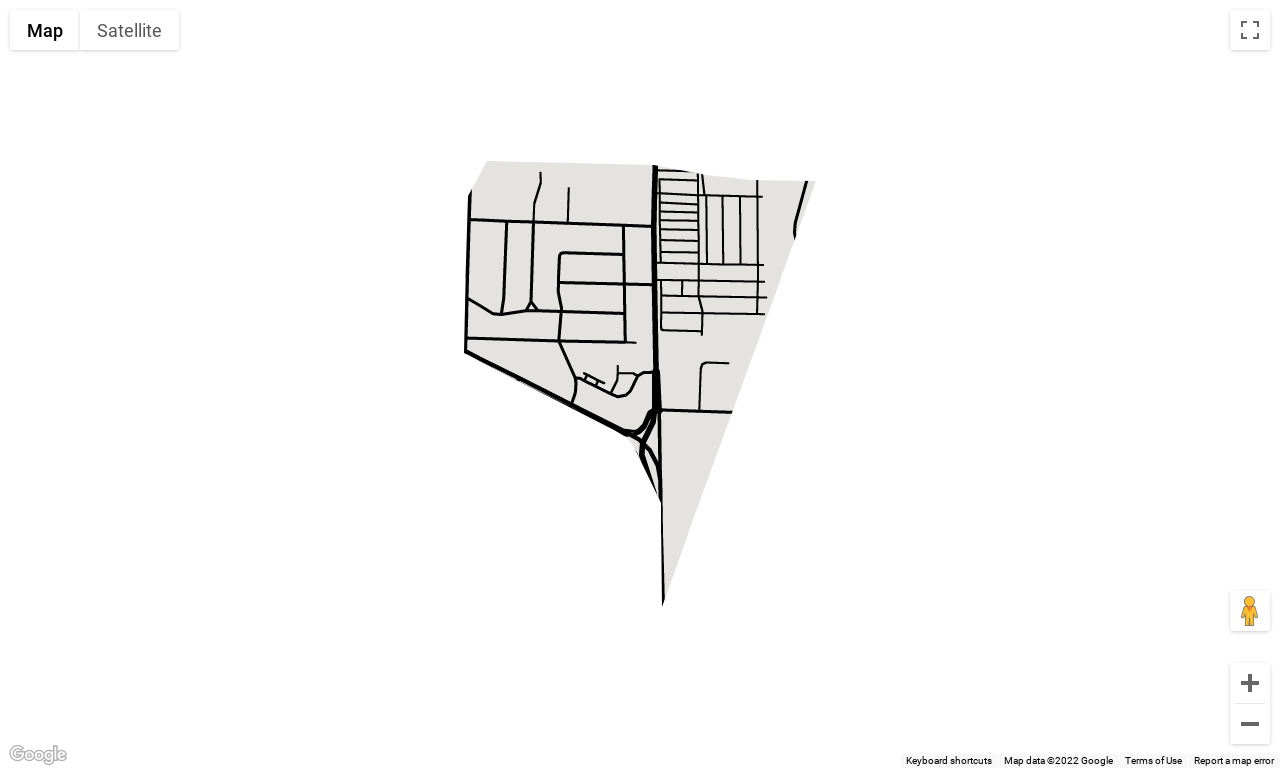 Map Satellite
Google
Keyboard shortcuts Map data ©2022 Google Terms of Use Report a map error